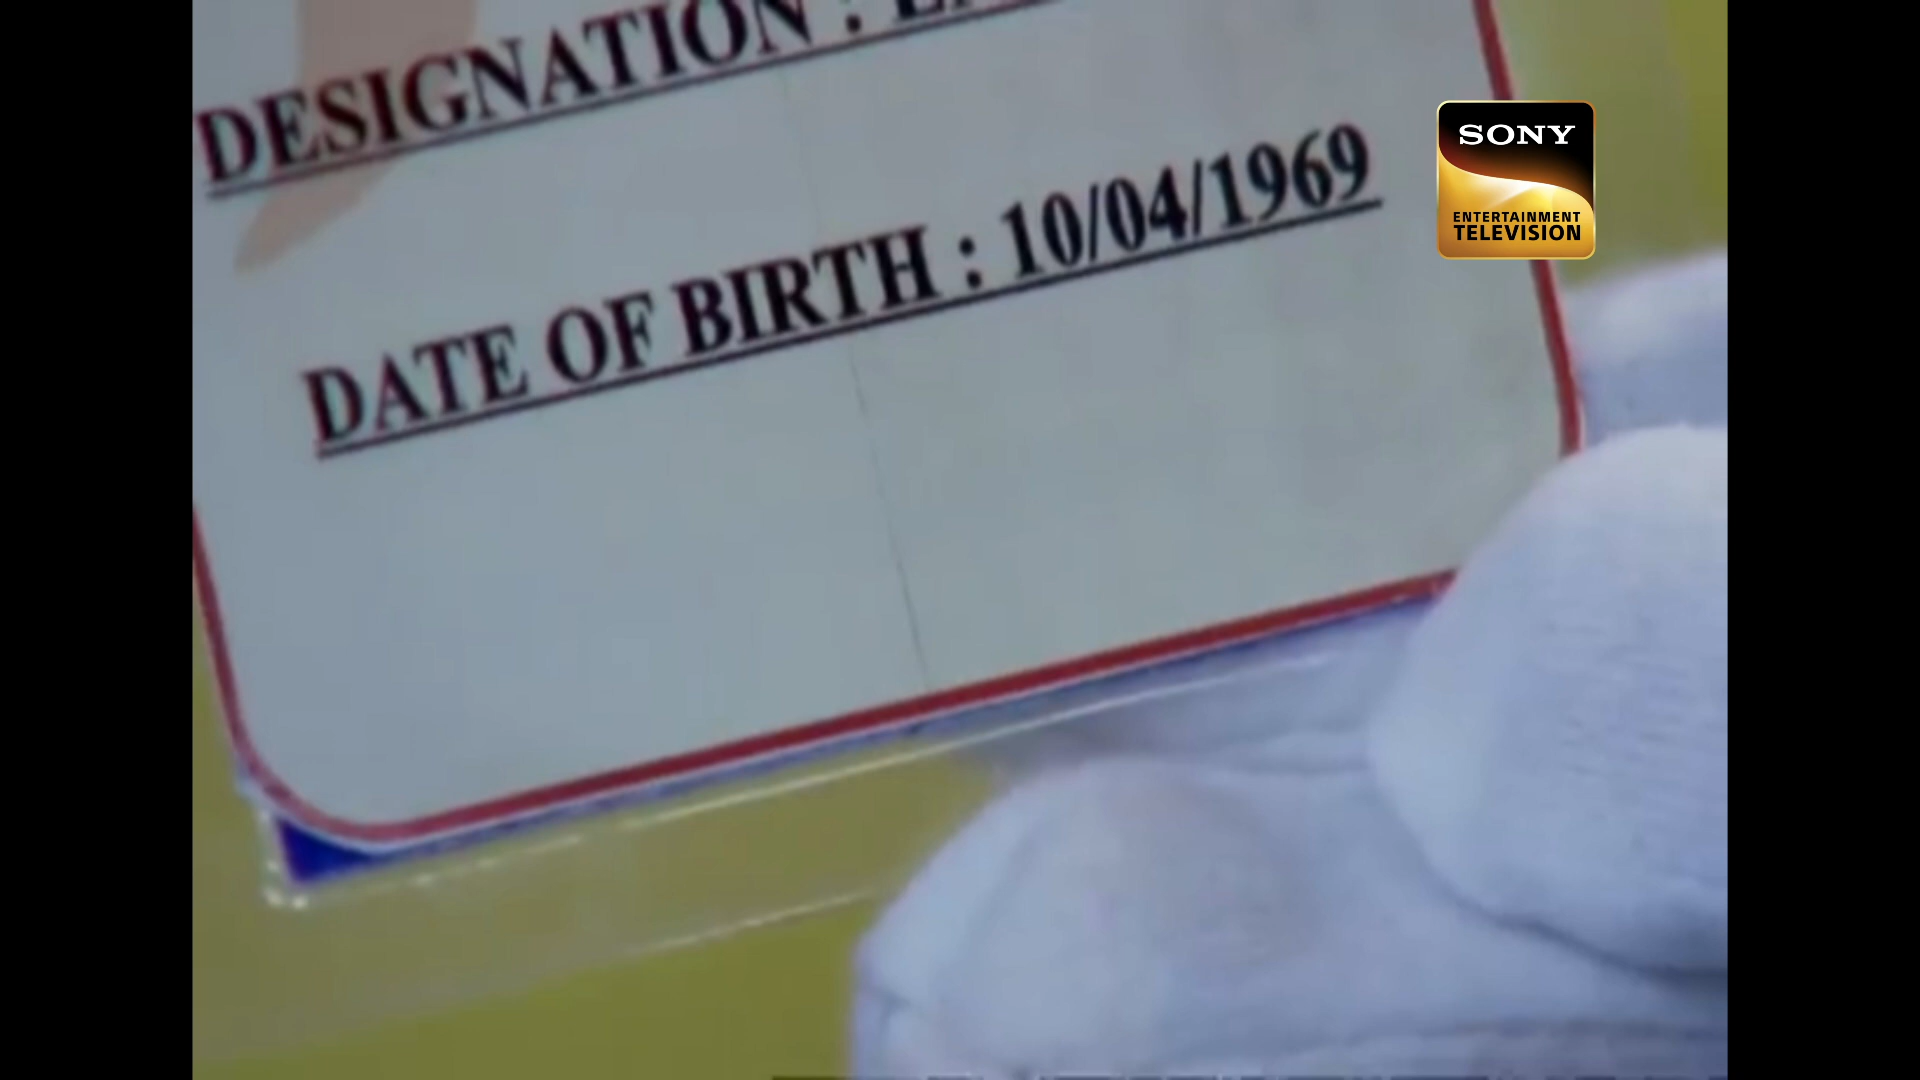 DESIGNATION :
DATE OF BIRTH : 10/04/1969
SONY
ENTERTAINMENT
TELEVISION